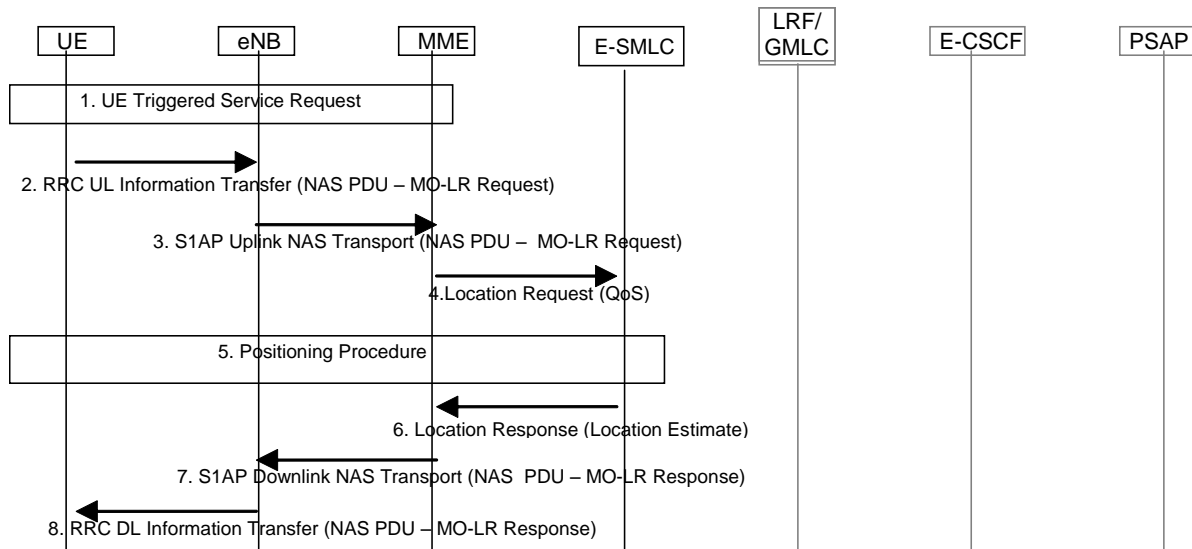 UE
eNB
MME
E-SMLC
LRF/
GMLC
E-CSCF
PSAP
1. UE Triggered Service Request
2. RRC UL Information Transfer (NAS PDU – MO-LR Request)
3. S1AP Uplink NAS Transport (NAS PDU – MO-LR Request)
4.Location Request (QoS)
5. Positioning Procedure
6. Location Response (Location Estimate)
7. S1AP Downlink NAS Transport (NAS PDU – MO-LR Response)
8. RRC DL Information Transfer (NAS PDU – MO-LR Response)